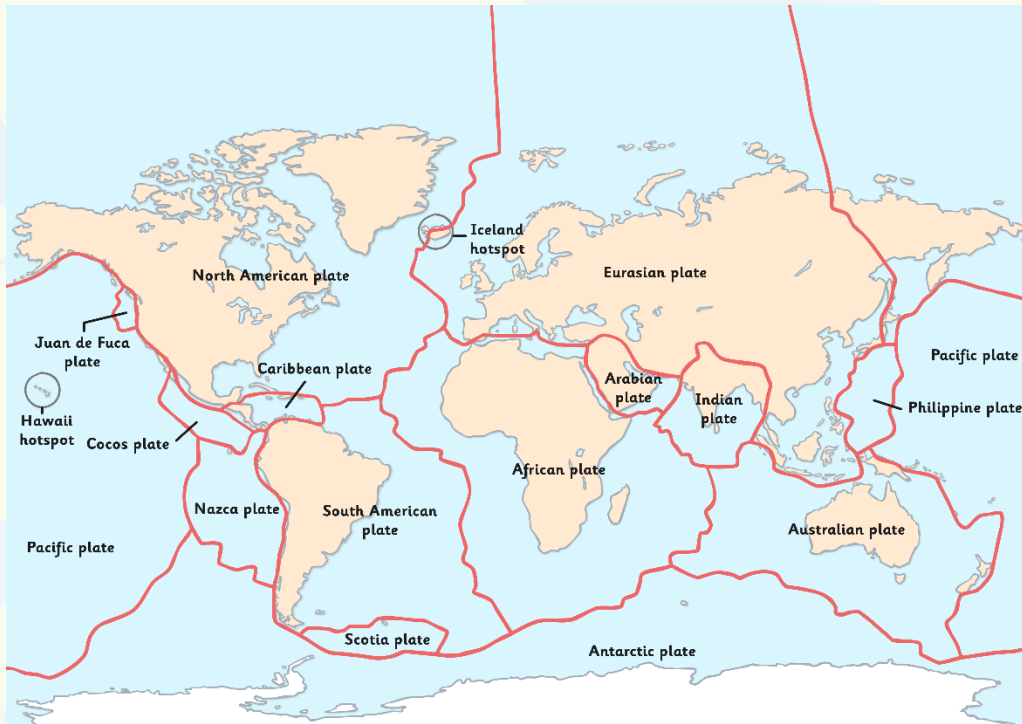 Iceland
hotspot
North American plate
Eurasian plate
Juan de Fuca
plate
Caribbean plate
Pacific plate
Arabian
plate
Indian
plate
Philippine plate
Hawaii
hotspot
Cocos plate
African plate
Nazca plate
South American
plate
Australian plate
Pacific plate
Scotia plate
Antarctic plate